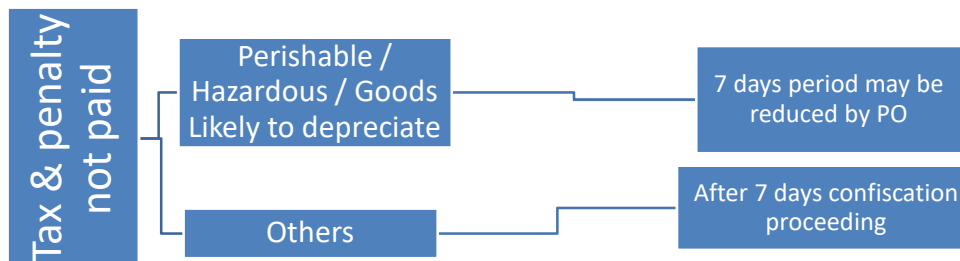 Tax & penalty
not paid
Perishable /
Hazardous / Goods
Likely to depreciate
7 days period may be
reduced by PO
Others
After 7 days confiscation
proceeding